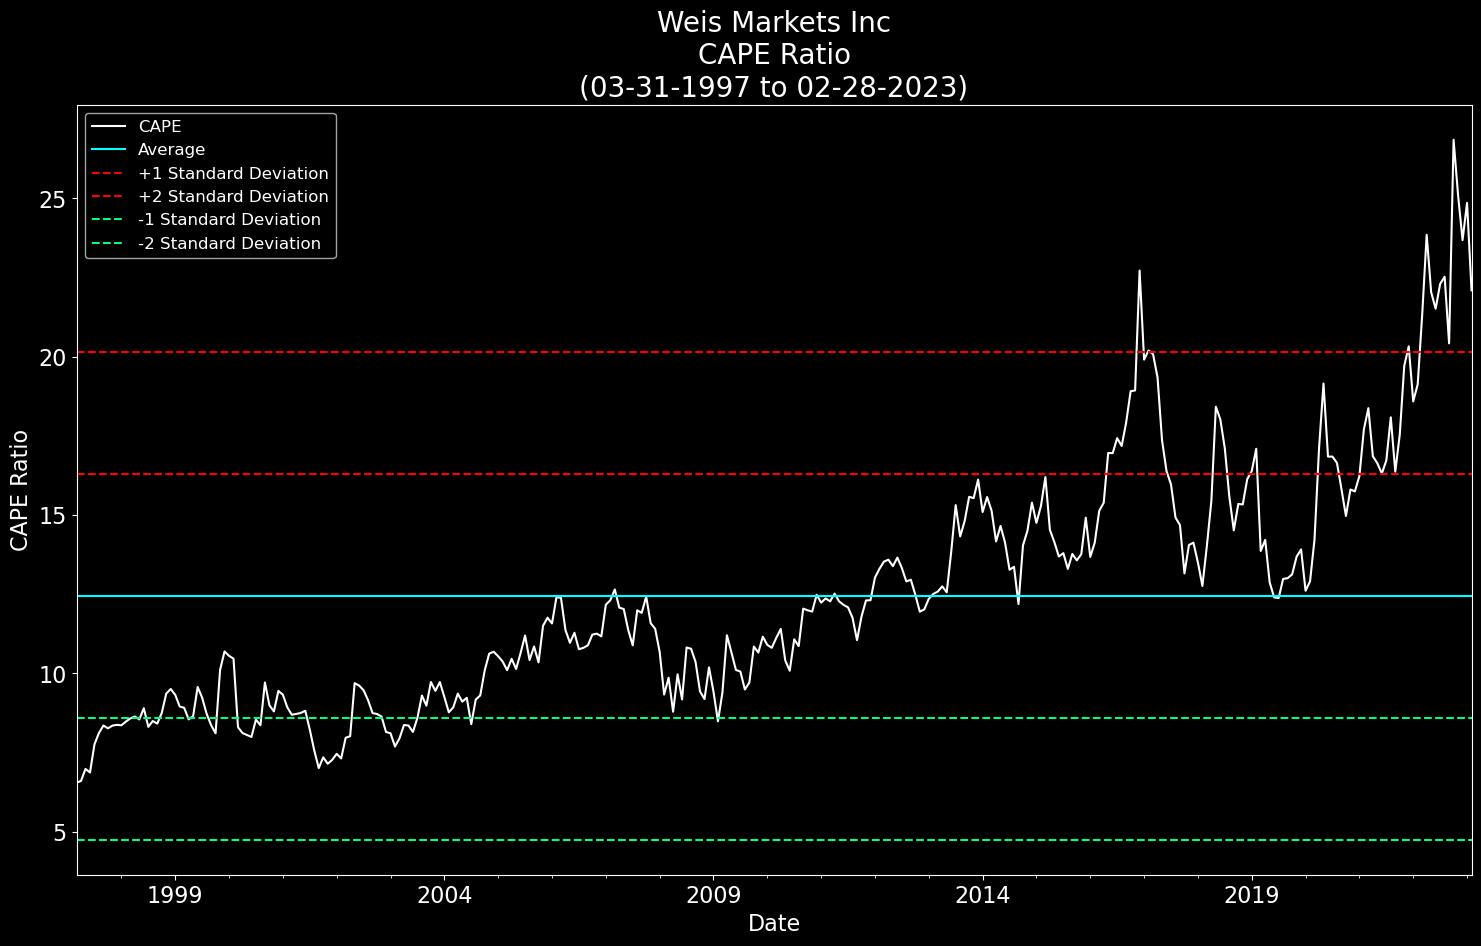 Weis Markets Inc
CAPE Ratio
(03-31-1997 to 02-28-2023)
CAPE
Average
+1 Standard Deviation
+2 Standard Deviation
-1 Standard Deviation
-2 Standard Deviation
25
20
15
10
5
CAPE Ratio
1999 2004 2009 2014 2019
Date